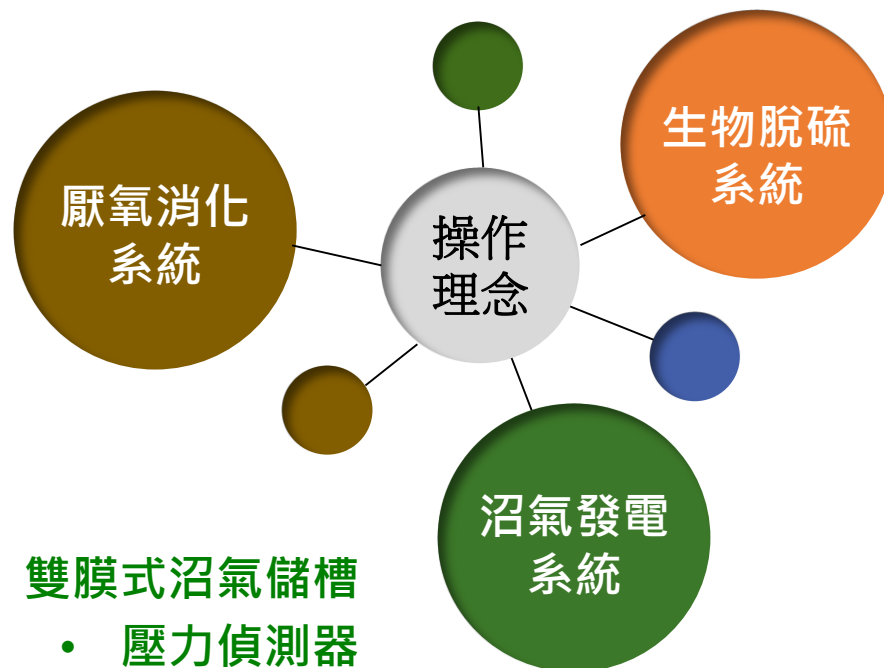 生物脫硫
系統
厭氧消化
系統
操作
理念
沼氣發電
系統
雙膜式沼氣儲槽
• 壓力偵測器